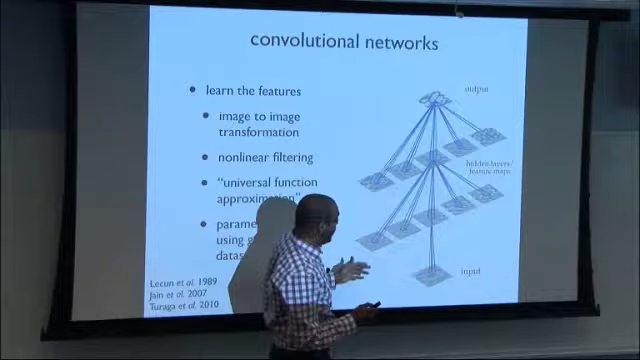 convolutional networks
• learn the features
• image to image
transformation
• nonlinear filtering
• "universal function
approximation"
•
using
output
hidden layers/
feature maps
input
Lecun et al. 1989
Jain et al. 2007
Turaga et al. 2010